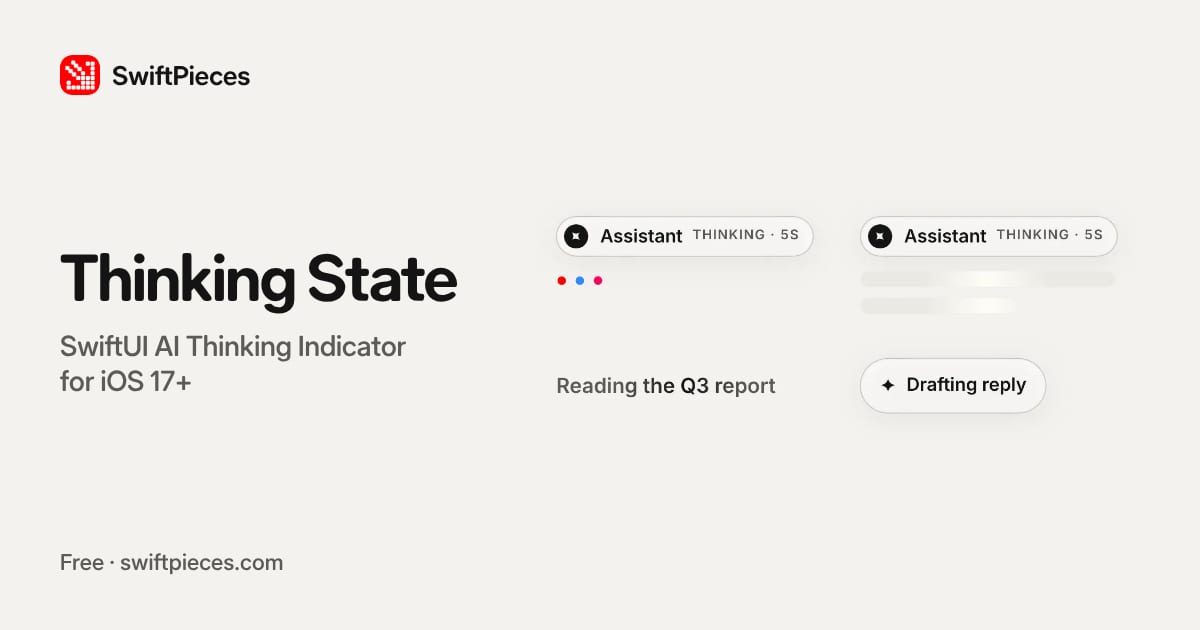 SwiftPieces
Thinking State
SwiftUI AI Thinking Indicator
for iOS 17+
Assistant THINKING · 5S
Reading the Q3 report
Assistant THINKING · 5S
Drafting reply
Free · swiftpieces.com